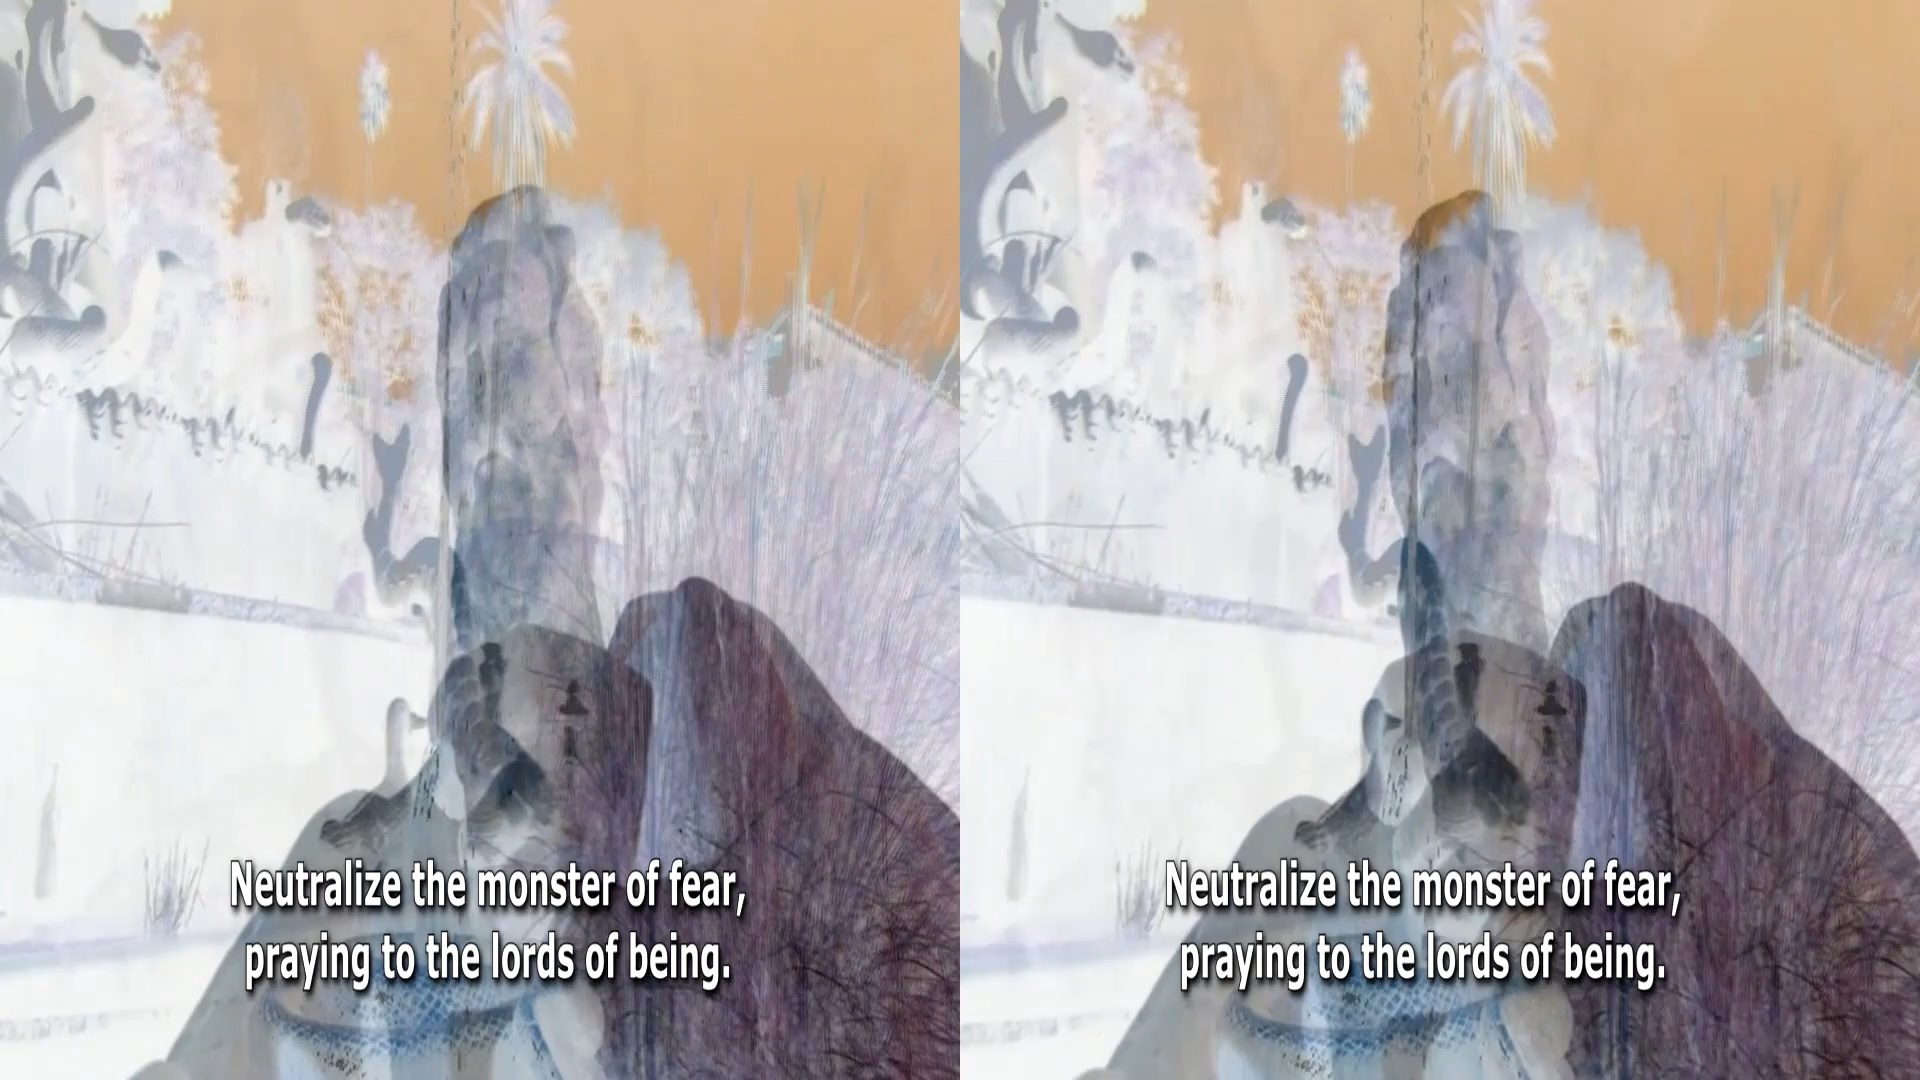 Neutralize the monster of fear,
praying to the lords of being.
Neutralize the monster of fear,
praying to the lords of being.